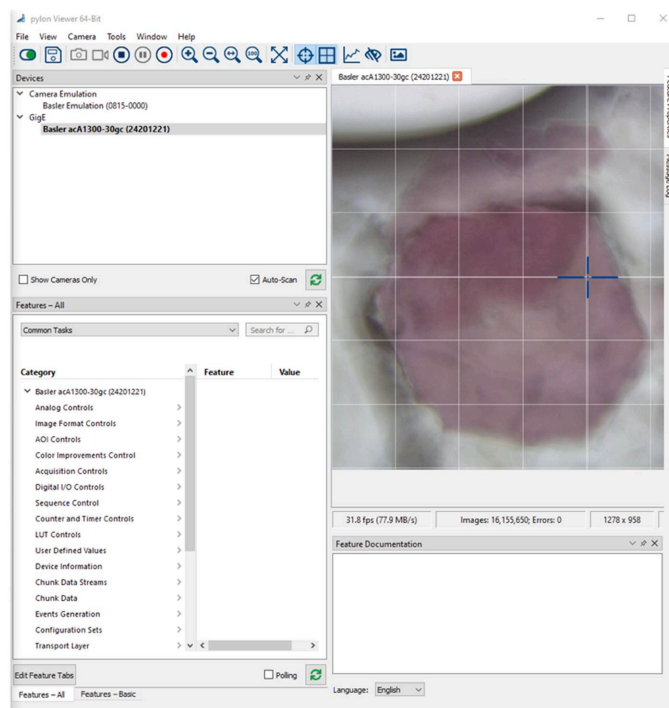 pylon Viewer 64-Bit
File View Camera Tools Window Help
Devices
Camera Emulation
Basler Emulation (0815-0000)
GigE
Basler acA1300-30gc (24201221)
Show Cameras Only
Auto-Scan
Features – All
Common Tasks
Search for ...
Category Feature Value
Basler acA1300-30gc (24201221)
Analog Controls
Image Format Controls
AOI Controls
Color Improvements Control
Acquisition Controls
Digital I/O Controls
Sequence Control
Counter and Timer Controls
LUT Controls
User Defined Values
Device Information
Chunk Data Streams
Chunk Data
Events Generation
Configuration Sets
Transport Layer
Edit Feature Tabs
Polling
Features – All Features – Basic
Basler acA1300-30gc (24201221)
31.8 fps (77.9 MB/s) Images: 16,155,650; Errors: 0 1278 x 958
Feature Documentation
Language: English